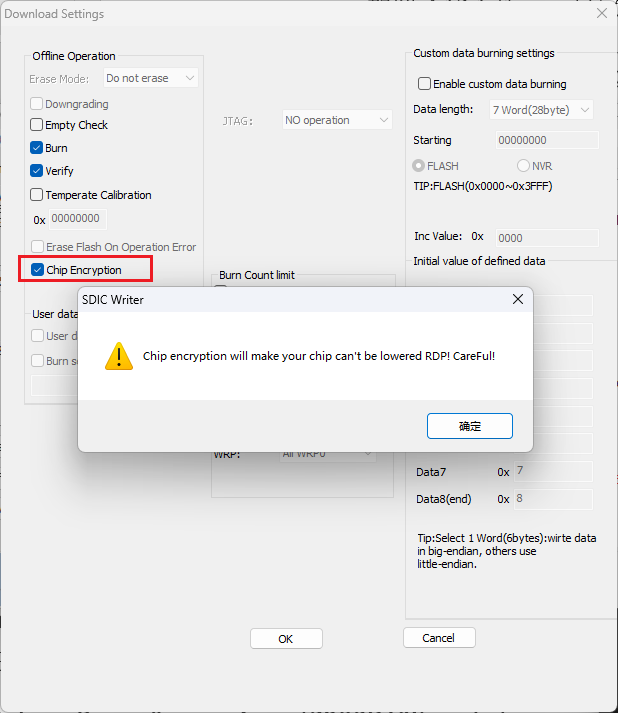 Download Settings
Offline Operation
Erase Mode: Do not erase
Downgrading
Empty Check
Burn
Verify
Temperate Calibration
0x 00000000
Erase Flash On Operation Error
Chip Encryption
User data
User d
Burn se
JTAG: NO operation
Burn Count limit
WRP: All WRP0
Custom data burning settings
Enable custom data burning
Data length: 7 Word(28byte)
Starting 00000000
FLASH NVR
TIP:FLASH(0x0000~0x3FFF)
Inc Value: 0x 0000
Initial value of defined data
Data7 0x 7
Data8(end) 0x 8
Tip:Select 1 Word(6bytes):wirte data
in big-endian, others use
little-endian.
SDIC Writer
Chip encryption will make your chip can't be lowered RDP! CareFul!
确定
OK
Cancel